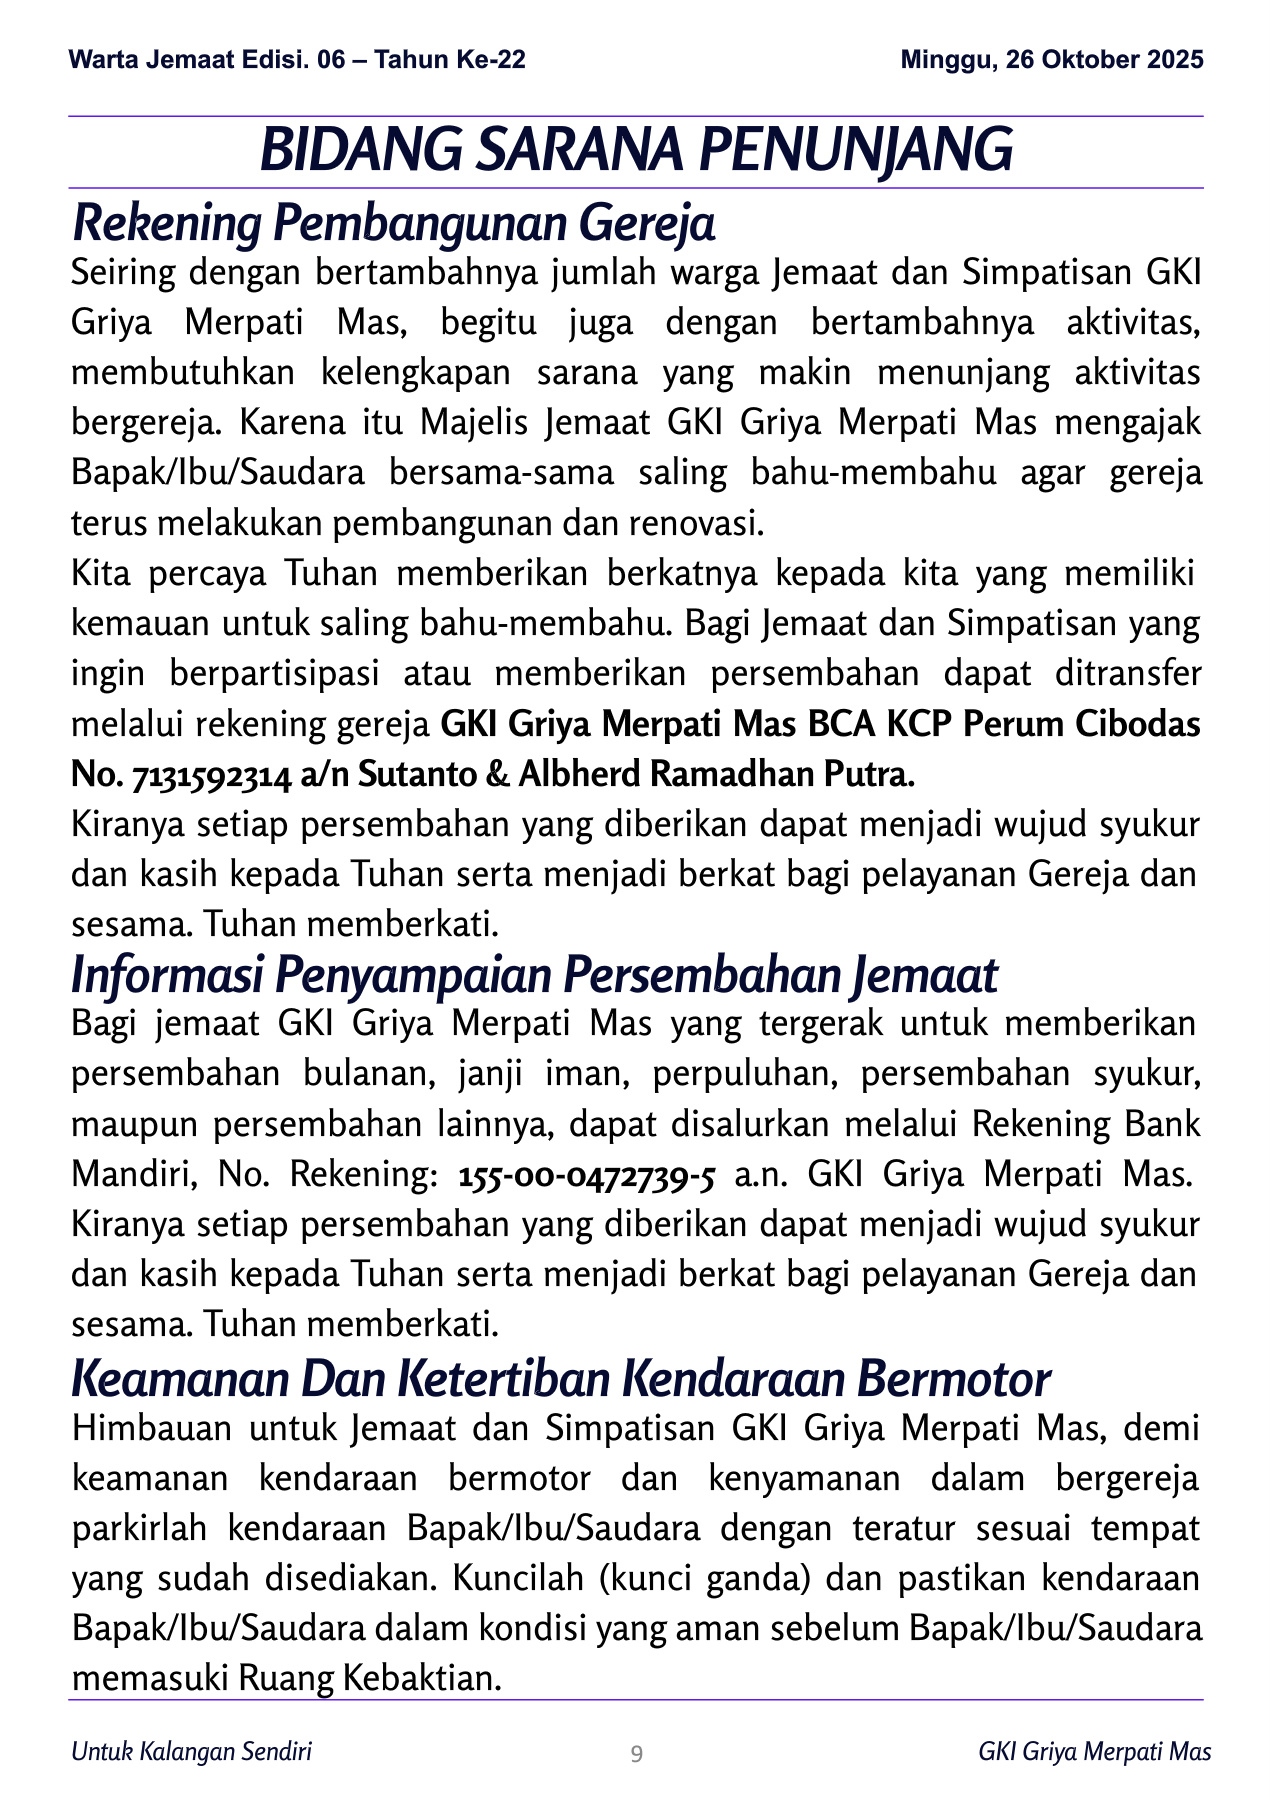 Warta Jemaat Edisi. 06 – Tahun Ke-22
Minggu, 26 Oktober 2025
BIDANG SARANA PENUNJANG
Rekening Pembangunan Gereja
Seiring dengan bertambahnya jumlah warga Jemaat dan Simpatisan GKI
Griya Merpati Mas, begitu juga dengan bertambahnya aktivitas,
membutuhkan kelengkapan sarana yang makin menunjang aktivitas
bergereja. Karena itu Majelis Jemaat GKI Griya Merpati Mas mengajak
Bapak/Ibu/Saudara bersama-sama saling bahu-membahu agar gereja
terus melakukan pembangunan dan renovasi.
Kita percaya Tuhan memberikan berkatnya kepada kita yang memiliki
kemauan untuk saling bahu-membahu. Bagi Jemaat dan Simpatisan yang
ingin berpartisipasi atau memberikan persembahan dapat ditransfer
melalui rekening gereja GKI Griya Merpati Mas BCA KCP Perum Cibodas
No. 7131592314 a/n Sutanto & Albherd Ramadhan Putra.
Kiranya setiap persembahan yang diberikan dapat menjadi wujud syukur
dan kasih kepada Tuhan serta menjadi berkat bagi pelayanan Gereja dan
sesama. Tuhan memberkati.
Informasi Penyampaian Persembahan Jemaat
Bagi jemaat GKI Griya Merpati Mas yang tergerak untuk memberikan
persembahan bulanan, janji iman, perpuluhan, persembahan syukur,
maupun persembahan lainnya, dapat disalurkan melalui Rekening Bank
Mandiri, No. Rekening: 155-00-0472739-5 a.n. GKI Griya Merpati Mas.
Kiranya setiap persembahan yang diberikan dapat menjadi wujud syukur
dan kasih kepada Tuhan serta menjadi berkat bagi pelayanan Gereja dan
sesama. Tuhan memberkati.
Keamanan Dan Ketertiban Kendaraan Bermotor
Himbauan untuk Jemaat dan Simpatisan GKI Griya Merpati Mas, demi
keamanan kendaraan bermotor dan kenyamanan dalam bergereja
parkirlah kendaraan Bapak/Ibu/Saudara dengan teratur sesuai tempat
yang sudah disediakan. Kuncilah (kunci ganda) dan pastikan kendaraan
Bapak/Ibu/Saudara dalam kondisi yang aman sebelum Bapak/Ibu/Saudara
memasuki Ruang Kebaktian.
Untuk Kalangan Sendiri
9
GKI Griya Merpati Mas